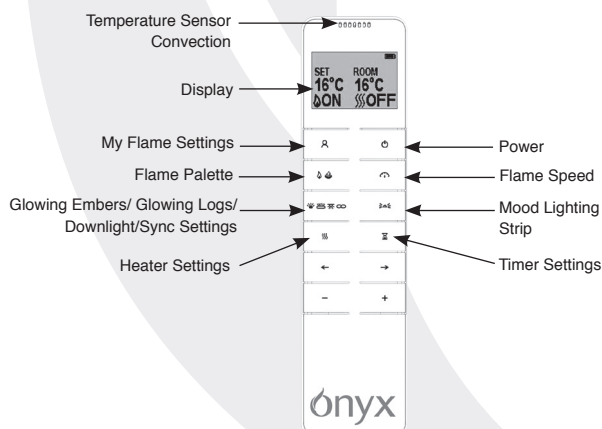 Temperature Sensor
Convection
SET ROOM
16°C 16°C
ON OFF
Display
My Flame Settings
Power
Flame Palette
Flame Speed
Glowing Embers/ Glowing Logs/
Downlight/Sync Settings
Mood Lighting
Strip
Heater Settings
Timer Settings
onyx